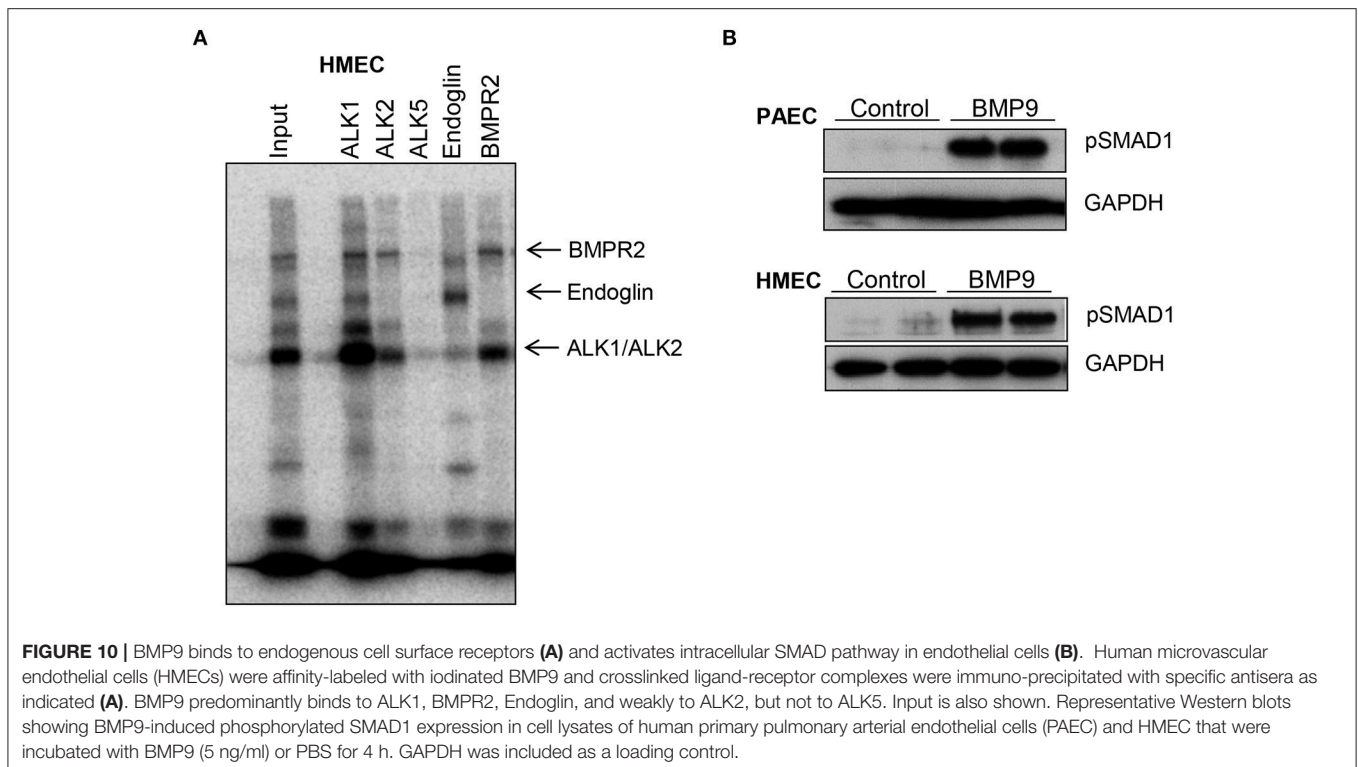 A
HMEC
Input
ALK1
ALK2
ALK5
Endoglin
BMPR2
← BMPR2
← Endoglin
← ALK1/ALK2
B
PAEC Control BMP9
pSMAD1
GAPDH
HMEC Control BMP9
pSMAD1
GAPDH
FIGURE 10 | BMP9 binds to endogenous cell surface receptors (A) and activates intracellular SMAD pathway in endothelial cells (B). Human microvascular
endothelial cells (HMECs) were affinity-labeled with iodinated BMP9 and crosslinked ligand-receptor complexes were immuno-precipitated with specific antisera as
indicated (A). BMP9 predominantly binds to ALK1, BMPR2, Endoglin, and weakly to ALK2, but not to ALK5. Input is also shown. Representative Western blots
showing BMP9-induced phosphorylated SMAD1 expression in cell lysates of human primary pulmonary arterial endothelial cells (PAEC) and HMEC that were
incubated with BMP9 (5 ng/ml) or PBS for 4 h. GAPDH was included as a loading control.